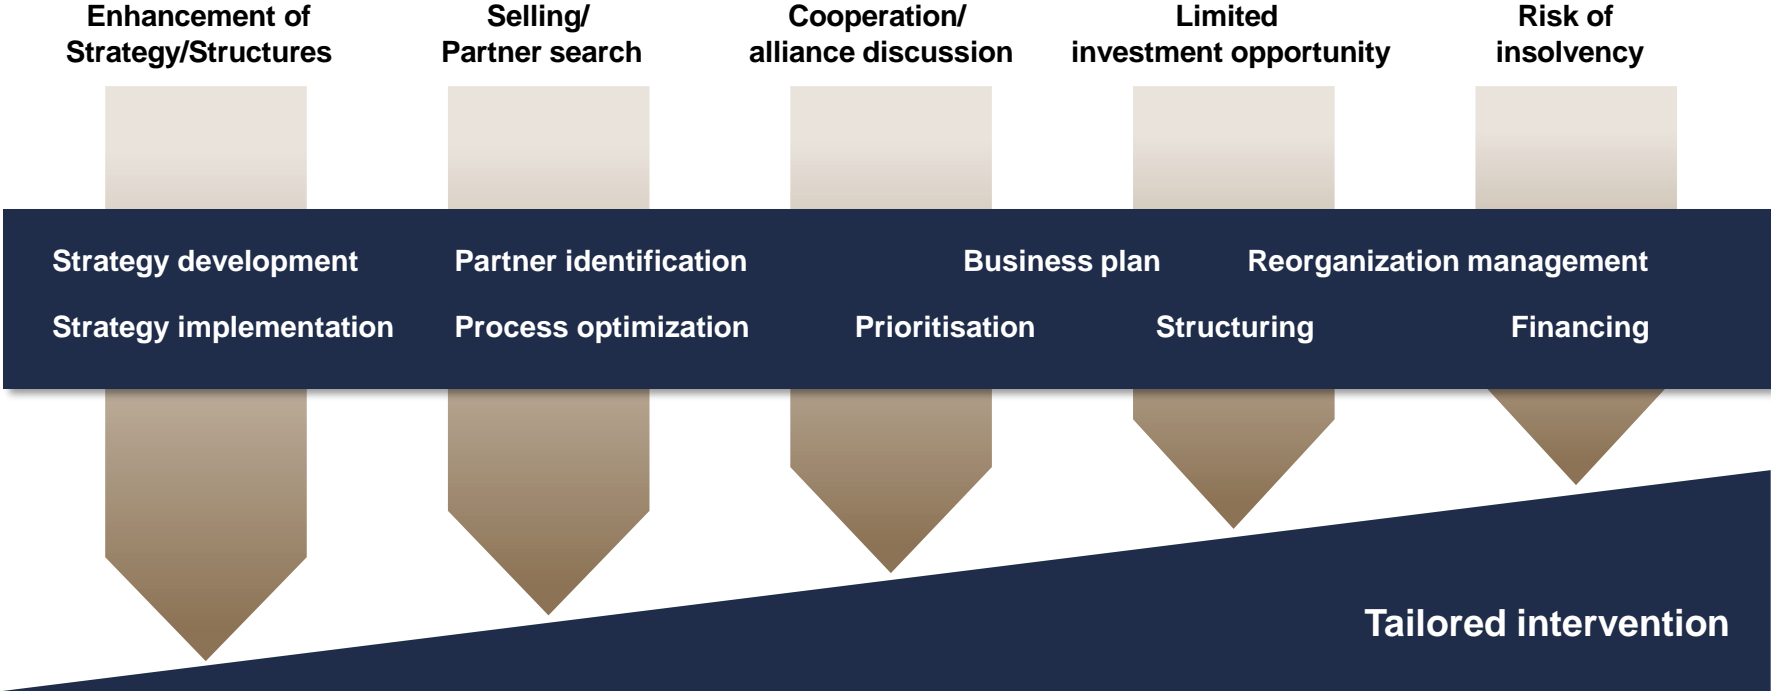 Enhancement of
Strategy/Structures
Selling/
Partner search
Cooperation/
alliance discussion
Limited
investment opportunity
Risk of
insolvency
Strategy development
Partner identification
Business plan
Reorganization management
Strategy implementation
Process optimization
Prioritisation
Structuring
Financing
Tailored intervention